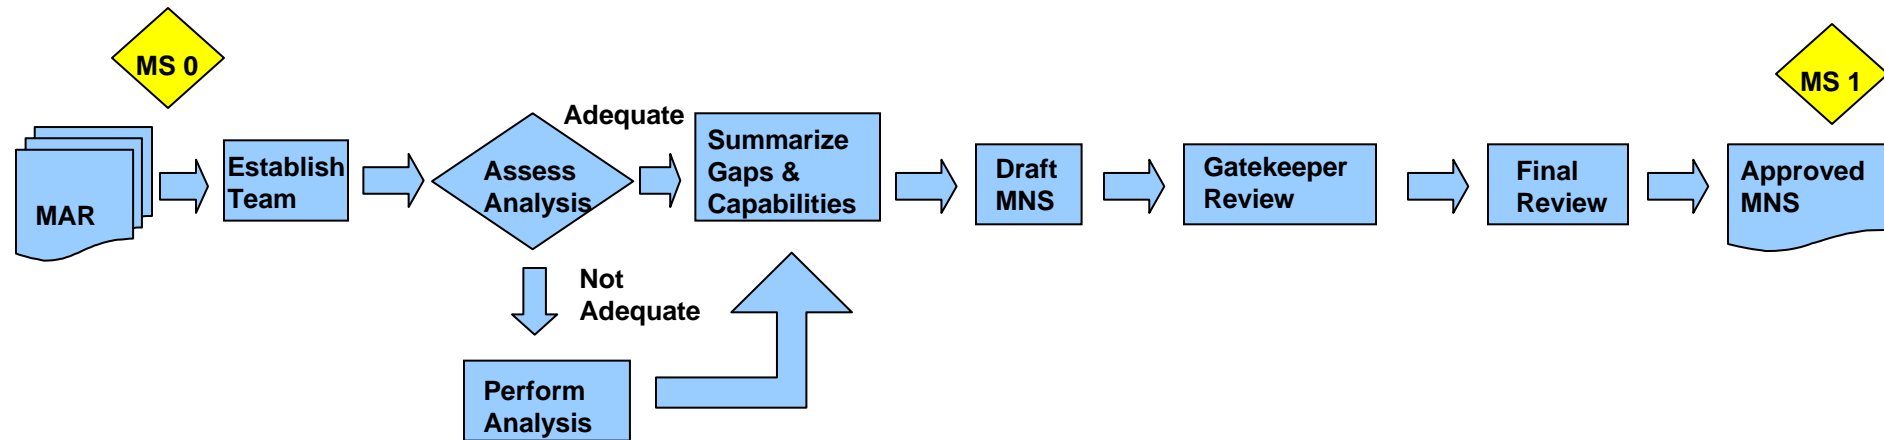 MS 0
MS 1
MAR
Establish
Team
Assess
Analysis
Adequate
Summarize
Gaps &
Capabilities
Draft
MNS
Gatekeeper
Review
Final
Review
Approved
MNS
Not
Adequate
Perform
Analysis